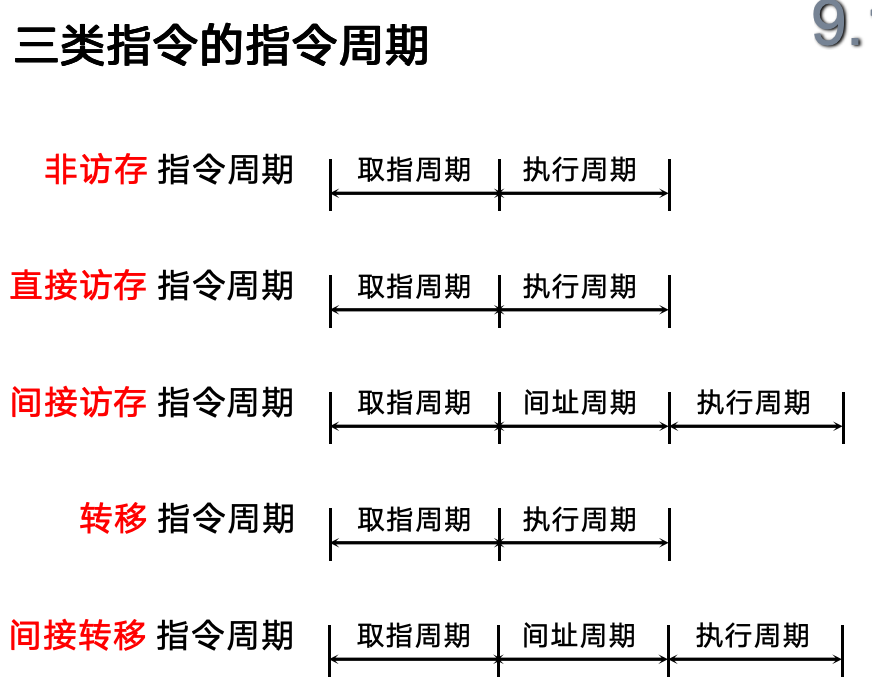 三类指令的指令周期
9.
非访存 指令周期 取指周期 执行周期
直接访存 指令周期 取指周期 执行周期
间接访存 指令周期 取指周期 间址周期 执行周期
转移 指令周期 取指周期 执行周期
间接转移 指令周期 取指周期 间址周期 执行周期